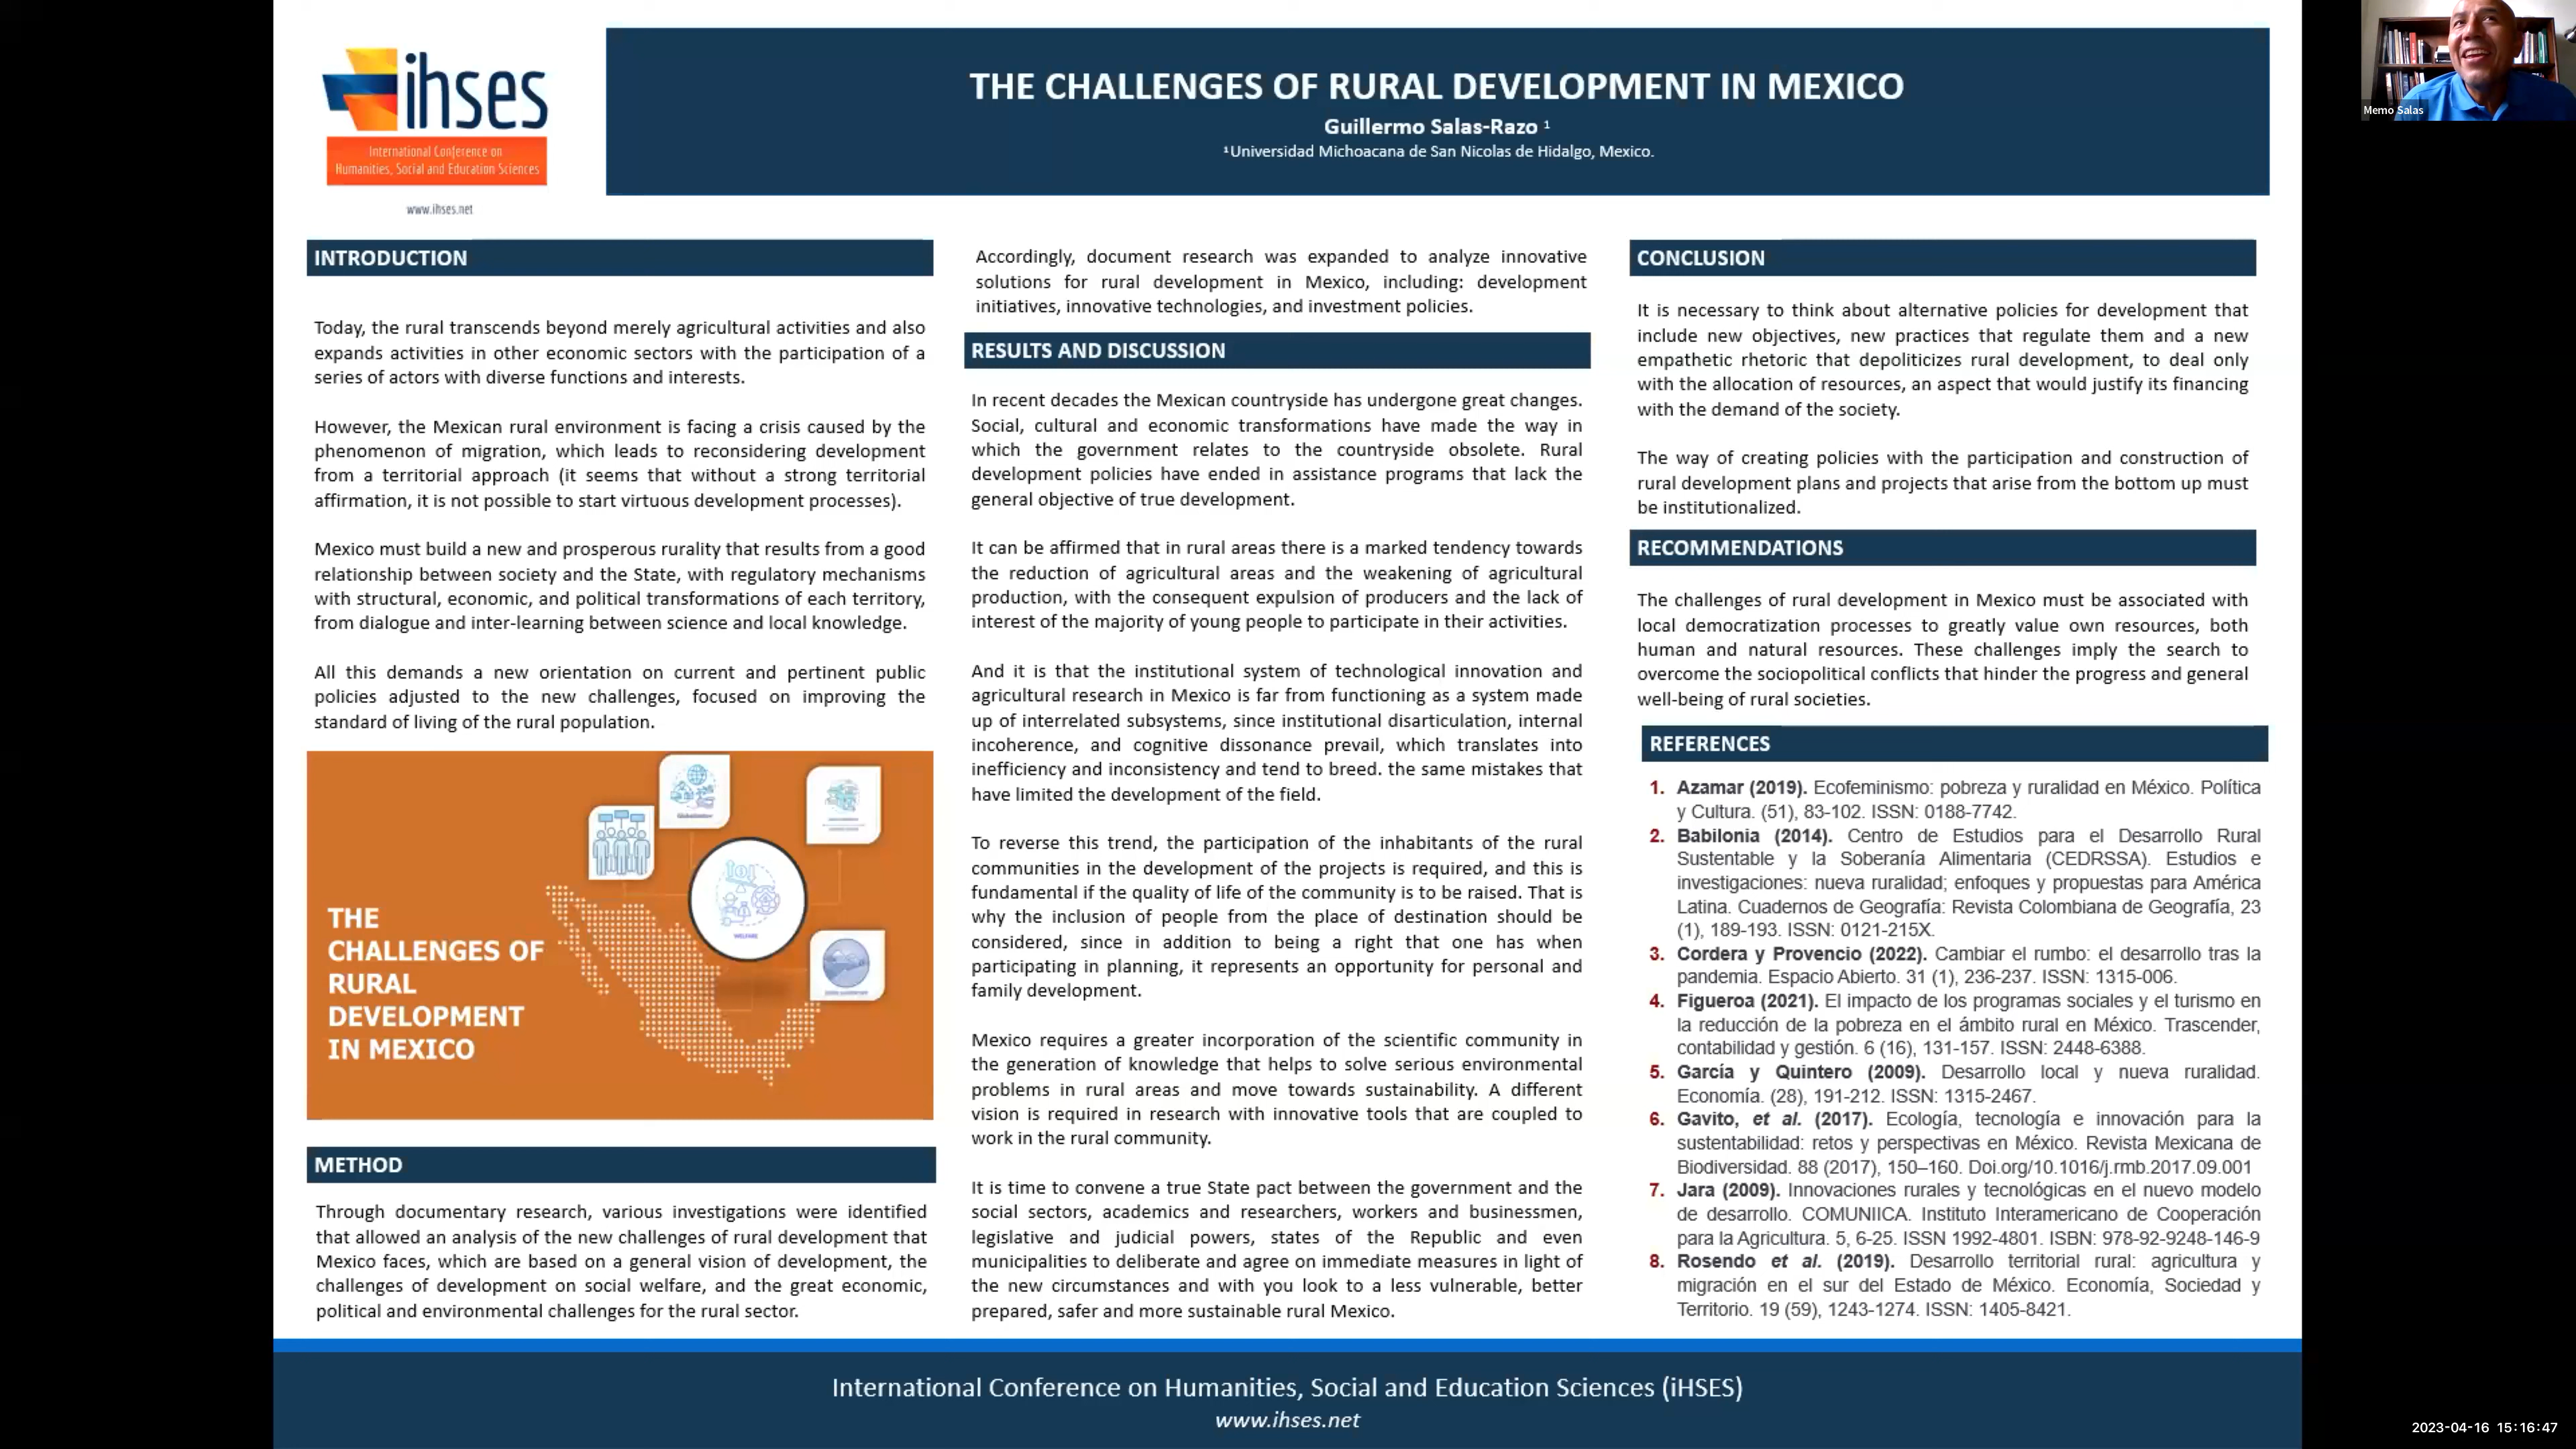 ihses
International Conference on
Humanities, Social and Education Sciences
www.ihses.net
THE CHALLENGES OF RURAL DEVELOPMENT IN MEXICO
Guillermo Salas-Razo ¹
¹Universidad Michoacana de San Nicolas de Hidalgo, Mexico.
Memo Salas
INTRODUCTION
Today, the rural transcends beyond merely agricultural activities and also
expands activities in other economic sectors with the participation of a
series of actors with diverse functions and interests.
However, the Mexican rural environment is facing a crisis caused by the
phenomenon of migration, which leads to reconsidering development
from a territorial approach (it seems that without a strong territorial
affirmation, it is not possible to start virtuous development processes).
Mexico must build a new and prosperous rurality that results from a good
relationship between society and the State, with regulatory mechanisms
with structural, economic, and political transformations of each territory,
from dialogue and inter-learning between science and local knowledge.
All this demands a new orientation on current and pertinent public
policies adjusted to the new challenges, focused on improving the
standard of living of the rural population.
THE
CHALLENGES OF
RURAL
DEVELOPMENT
IN MEXICO
WELFARE
METHOD
Through documentary research, various investigations were identified
that allowed an analysis of the new challenges of rural development that
Mexico faces, which are based on a general vision of development, the
challenges of development on social welfare, and the great economic,
political and environmental challenges for the rural sector.
Accordingly, document research was expanded to analyze innovative
solutions for rural development in Mexico, including: development
initiatives, innovative technologies, and investment policies.
RESULTS AND DISCUSSION
In recent decades the Mexican countryside has undergone great changes.
Social, cultural and economic transformations have made the way in
which the government relates to the countryside obsolete. Rural
development policies have ended in assistance programs that lack the
general objective of true development.
It can be affirmed that in rural areas there is a marked tendency towards
the reduction of agricultural areas and the weakening of agricultural
production, with the consequent expulsion of producers and the lack of
interest of the majority of young people to participate in their activities.
And it is that the institutional system of technological innovation and
agricultural research in Mexico is far from functioning as a system made
up of interrelated subsystems, since institutional disarticulation, internal
incoherence, and cognitive dissonance prevail, which translates into
inefficiency and inconsistency and tend to breed. the same mistakes that
have limited the development of the field.
To reverse this trend, the participation of the inhabitants of the rural
communities in the development of the projects is required, and this is
fundamental if the quality of life of the community is to be raised. That is
why the inclusion of people from the place of destination should be
considered, since in addition to being a right that one has when
participating in planning, it represents an opportunity for personal and
family development.
Mexico requires a greater incorporation of the scientific community in
the generation of knowledge that helps to solve serious environmental
problems in rural areas and move towards sustainability. A different
vision is required in research with innovative tools that are coupled to
work in the rural community.
It is time to convene a true State pact between the government and the
social sectors, academics and researchers, workers and businessmen,
legislative and judicial powers, states of the Republic and even
municipalities to deliberate and agree on immediate measures in light of
the new circumstances and with you look to a less vulnerable, better
prepared, safer and more sustainable rural Mexico.
CONCLUSION
It is necessary to think about alternative policies for development that
include new objectives, new practices that regulate them and a new
empathetic rhetoric that depoliticizes rural development, to deal only
with the allocation of resources, an aspect that would justify its financing
with the demand of the society.
The way of creating policies with the participation and construction of
rural development plans and projects that arise from the bottom up must
be institutionalized.
RECOMMENDATIONS
The challenges of rural development in Mexico must be associated with
local democratization processes to greatly value own resources, both
human and natural resources. These challenges imply the search to
overcome the sociopolitical conflicts that hinder the progress and general
well-being of rural societies.
REFERENCES
1. Azamar (2019). Ecofeminismo: pobreza y ruralidad en México. Política
y Cultura. (51), 83-102. ISSN: 0188-7742.
2. Babilonia (2014). Centro de Estudios para el Desarrollo Rural
Sustentable y la Soberanía Alimentaria (CEDRSSA). Estudios e
investigaciones: nueva ruralidad; enfoques y propuestas para América
Latina. Cuadernos de Geografía: Revista Colombiana de Geografía, 23
(1), 189-193. ISSN: 0121-215X.
3. Cordera y Provencio (2022). Cambiar el rumbo: el desarrollo tras la
pandemia. Espacio Abierto. 31 (1), 236-237. ISSN: 1315-006.
4. Figueroa (2021). El impacto de los programas sociales y el turismo en
la reducción de la pobreza en el ámbito rural en México. Trascender,
contabilidad y gestión. 6 (16), 131-157. ISSN: 2448-6388.
5. García y Quintero (2009). Desarrollo local y nueva ruralidad.
Economía. (28), 191-212. ISSN: 1315-2467.
6. Gavito, et al. (2017). Ecología, tecnología e innovación para la
sustentabilidad: retos y perspectivas en México. Revista Mexicana de
Biodiversidad. 88 (2017), 150–160. Doi.org/10.1016/j.rmb.2017.09.001
7. Jara (2009). Innovaciones rurales y tecnológicas en el nuevo modelo
de desarrollo. COMUNIICA. Instituto Interamericano de Cooperación
para la Agricultura. 5, 6-25. ISSN 1992-4801. ISBN: 978-92-9248-146-9
8. Rosendo et al. (2019). Desarrollo territorial rural: agricultura y
migración en el sur del Estado de México. Economía, Sociedad y
Territorio. 19 (59), 1243-1274. ISSN: 1405-8421.
International Conference on Humanities, Social and Education Sciences (iHSES)
www.ihses.net
2023-04-16 15:16:47